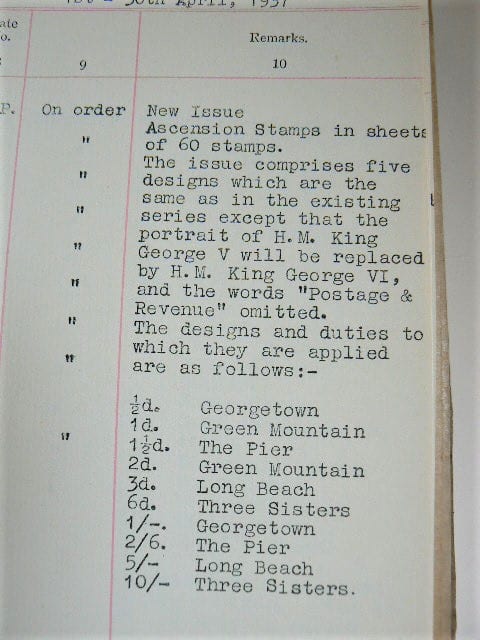 1st - 30th April, 1937
ate
o.
Remarks.
9
10
P.
On order
New Issue
Ascension Stamps in sheets
"
of 60 stamps.
The issue comprises five
"
designs which are the
same as in the existing
"
series except that the
portrait of H.M. King
"
George V will be replaced
by H.M. King George VI,
"
and the words "Postage &
Revenue" omitted.
"
The designs and duties to
which they are applied
"
are as follows:-
½d. Georgetown
1d. Green Mountain
" 1½d. The Pier
2d. Green Mountain
3d. Long Beach
6d. Three Sisters
1/-. Georgetown
2/6. The Pier
5/- Long Beach
10/- Three Sisters.